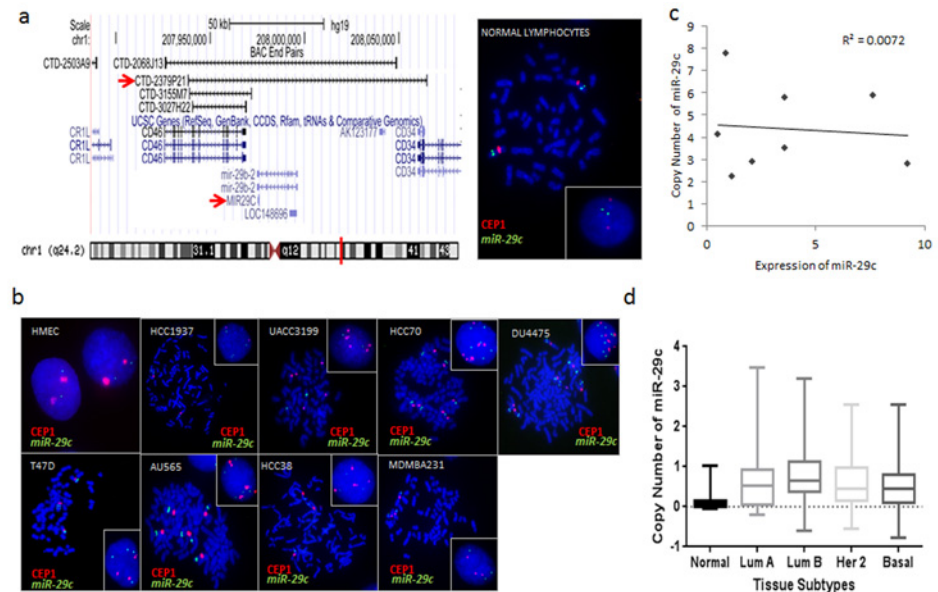 a
Scale
50 kb
hg19
chr1:
207,950,000
208,000,000
208,050,000
BAC End Pairs
CTD-2503A9
CTD-2068J13
CTD-2379P21
CTD-3155M7
CTD-3027H22
UCSC Genes (RefSeq, GenBank, CCDS, Rfam, tRNAs & Comparative Genomics)
CR1L
CD46
AK123177
CD34
CR1L
CD46
CD34
CR1L
CD46
CD34
mir-29b-2
CD34
mir-29b-2
MIR29C
LOC148696
chr1 (q24.2)
31.1
q12
41
43
NORMAL LYMPHOCYTES
CEP1
miR-29c
c
Copy Number of miR-29c
9
8
7
6
5
4
3
2
1
0
R² = 0.0072
0
5
10
Expression of miR-29c
b
HMEC
CEP1
miR-29c
HCC1937
CEP1
miR-29c
UACC3199
CEP1
miR-29c
HCC70
CEP1
miR-29c
DU4475
CEP1
miR-29c
T47D
CEP1
miR-29c
AU565
CEP1
miR-29c
HCC38
CEP1
miR-29c
MDMBA231
CEP1
miR-29c
d
Copy Number of miR-29c
4
3
2
1
0
-1
Normal
Lum A
Lum B
Her 2
Basal
Tissue Subtypes